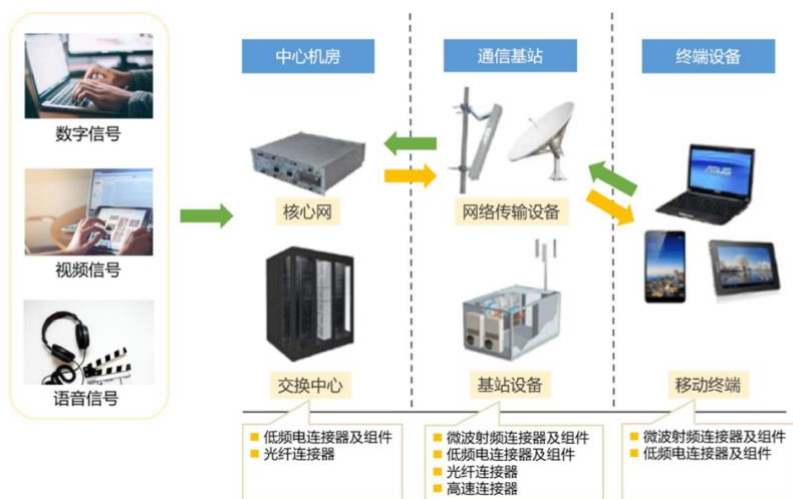 中心机房
通信基站
终端设备
数字信号
视频信号
语音信号
核心网
网络传输设备
ASUS
交换中心
基站设备
移动终端
低频电连接器及组件
光纤连接器
微波射频连接器及组件
低频电连接器及组件
光纤连接器
高速连接器
微波射频连接器及组件
低频电连接器及组件